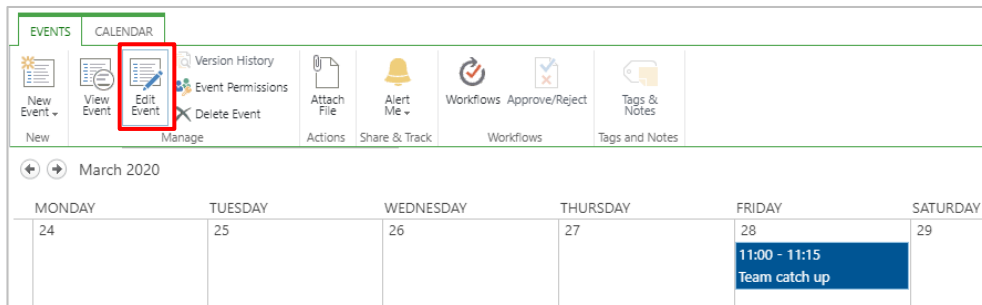 EVENTS CALENDAR
New Event
View Event
Edit Event
Version History
Event Permissions
Delete Event
Attach File
Alert Me
Workflows
Approve/Reject
Tags & Notes
New
Manage
Actions
Share & Track
Workflows
Tags and Notes
March 2020
MONDAY TUESDAY WEDNESDAY THURSDAY FRIDAY SATURDAY
24 25 26 27 28 29
11:00 - 11:15
Team catch up